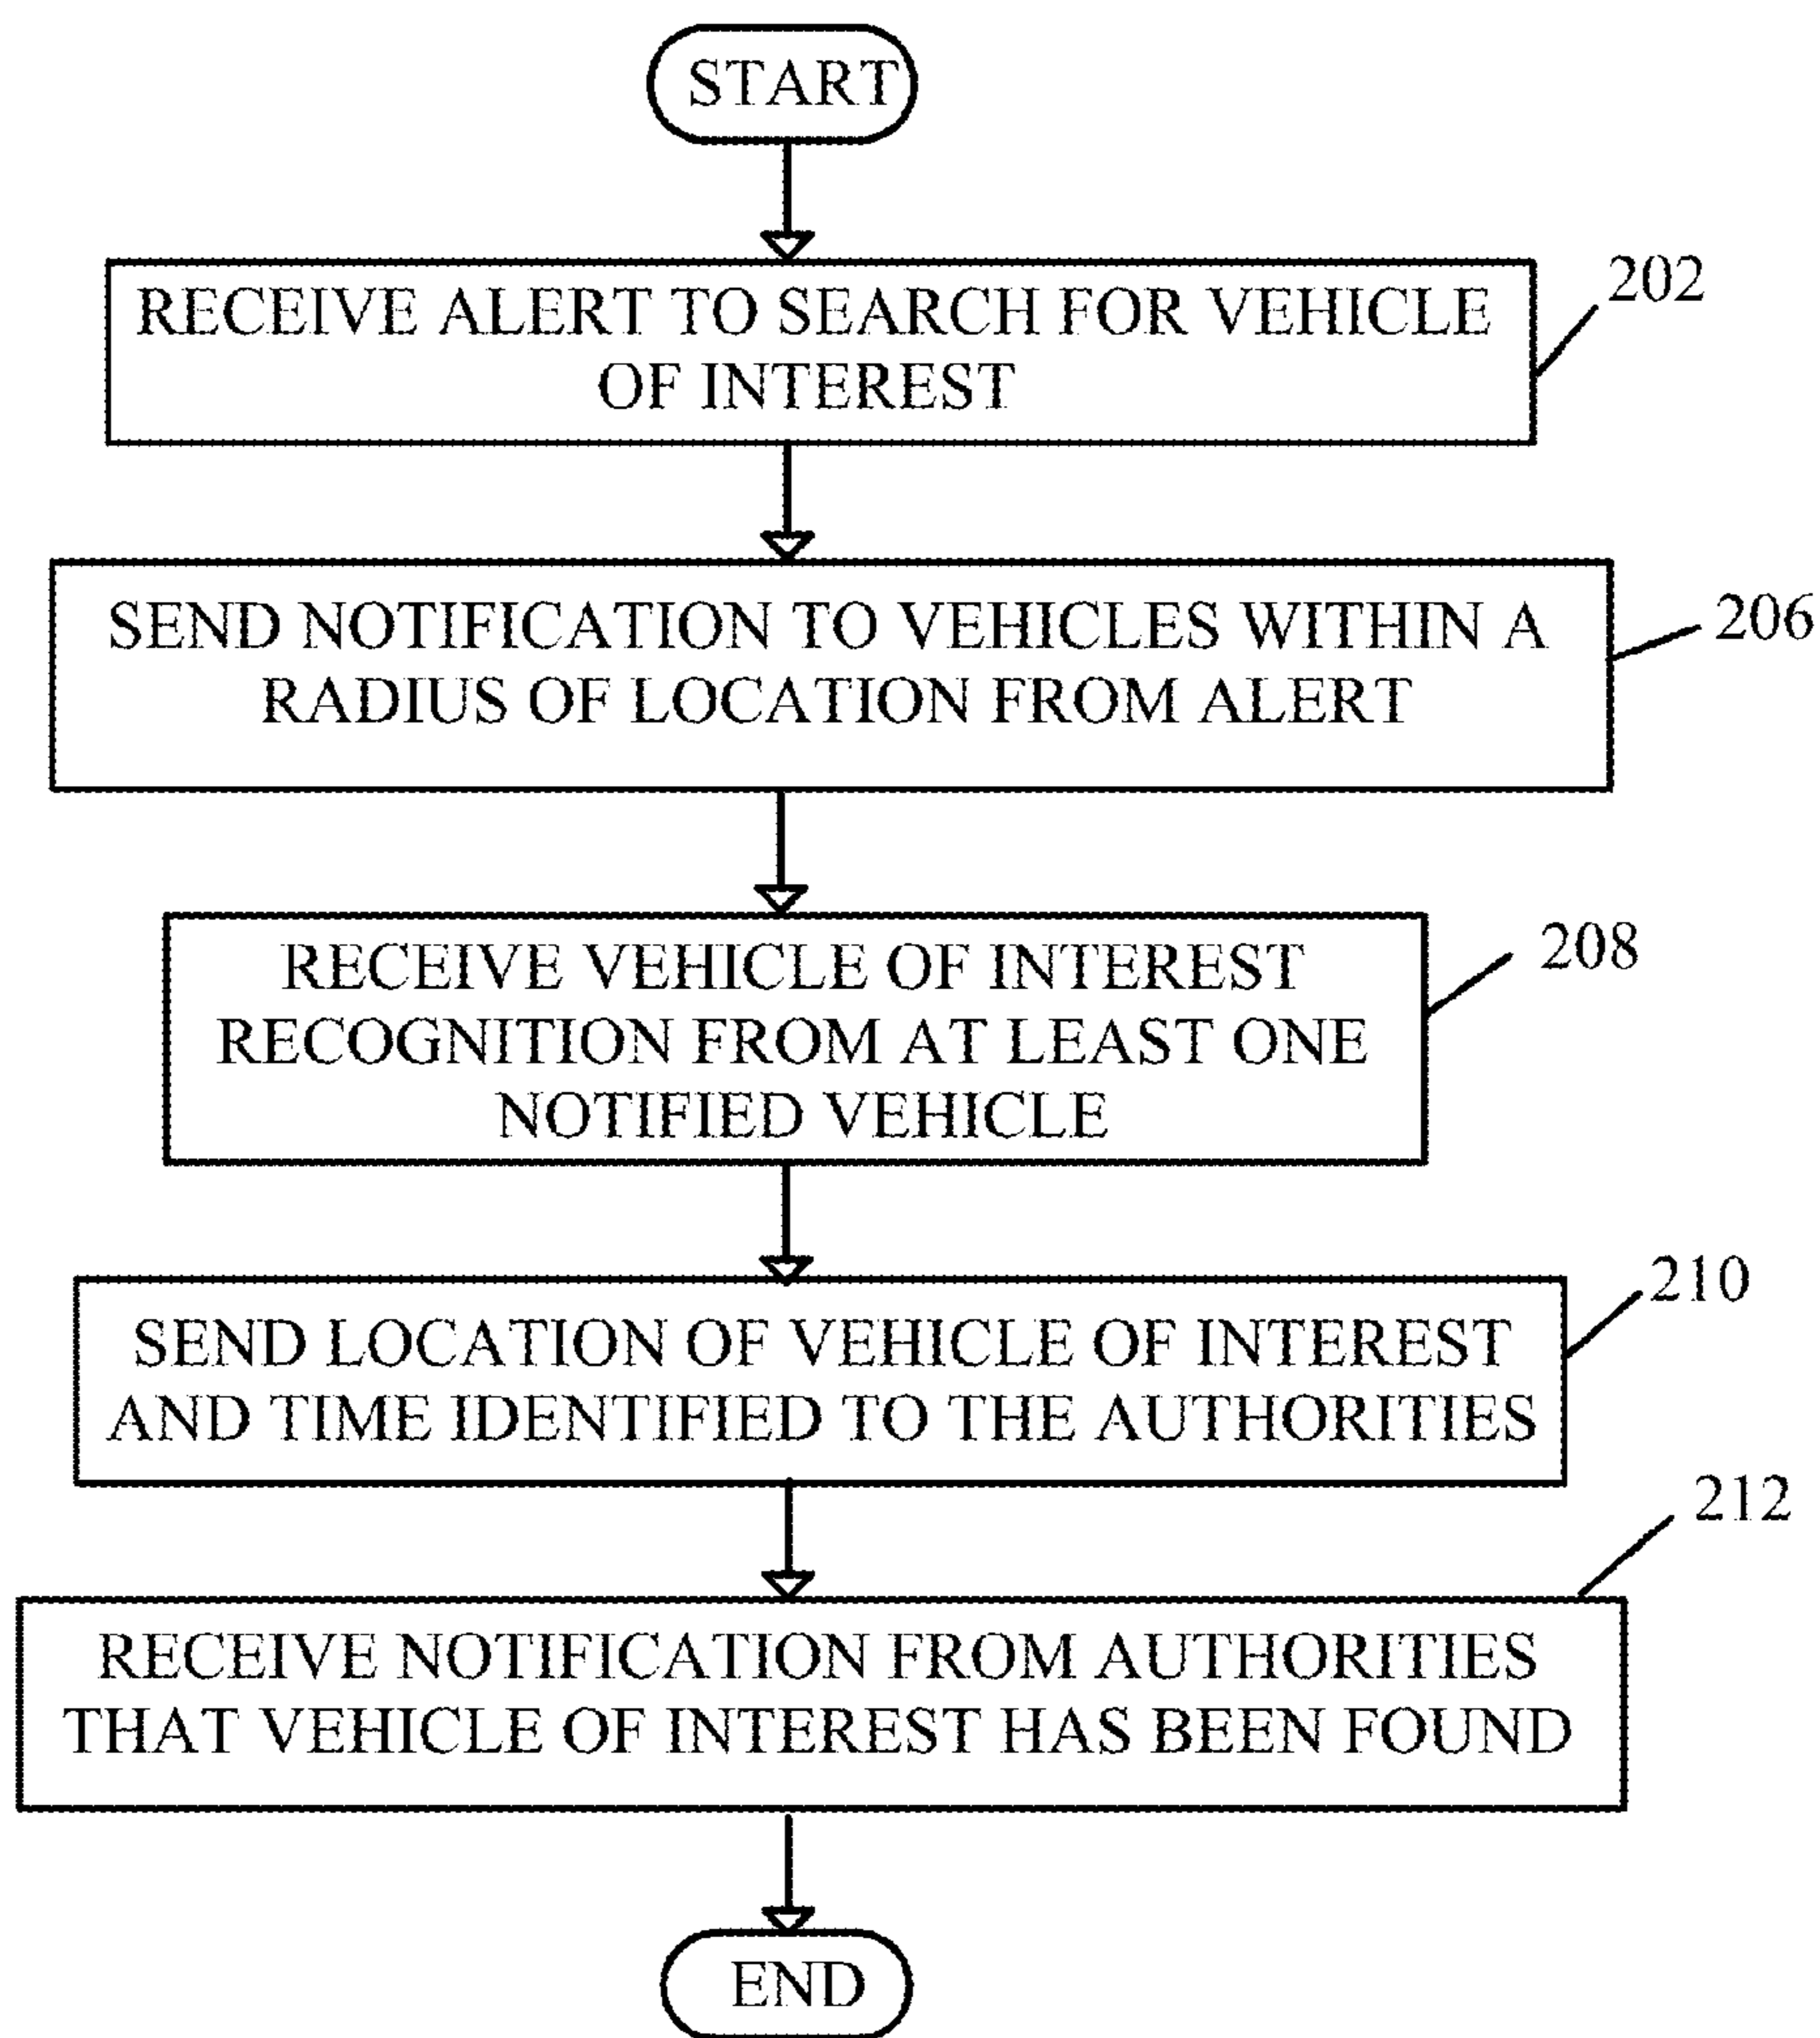 START
RECEIVE ALERT TO SEARCH FOR VEHICLE
OF INTEREST
202
SEND NOTIFICATION TO VEHICLES WITHIN A
RADIUS OF LOCATION FROM ALERT
206
RECEIVE VEHICLE OF INTEREST
RECOGNITION FROM AT LEAST ONE
NOTIFIED VEHICLE
208
SEND LOCATION OF VEHICLE OF INTEREST
AND TIME IDENTIFIED TO THE AUTHORITIES
210
RECEIVE NOTIFICATION FROM AUTHORITIES
THAT VEHICLE OF INTEREST HAS BEEN FOUND
212
END